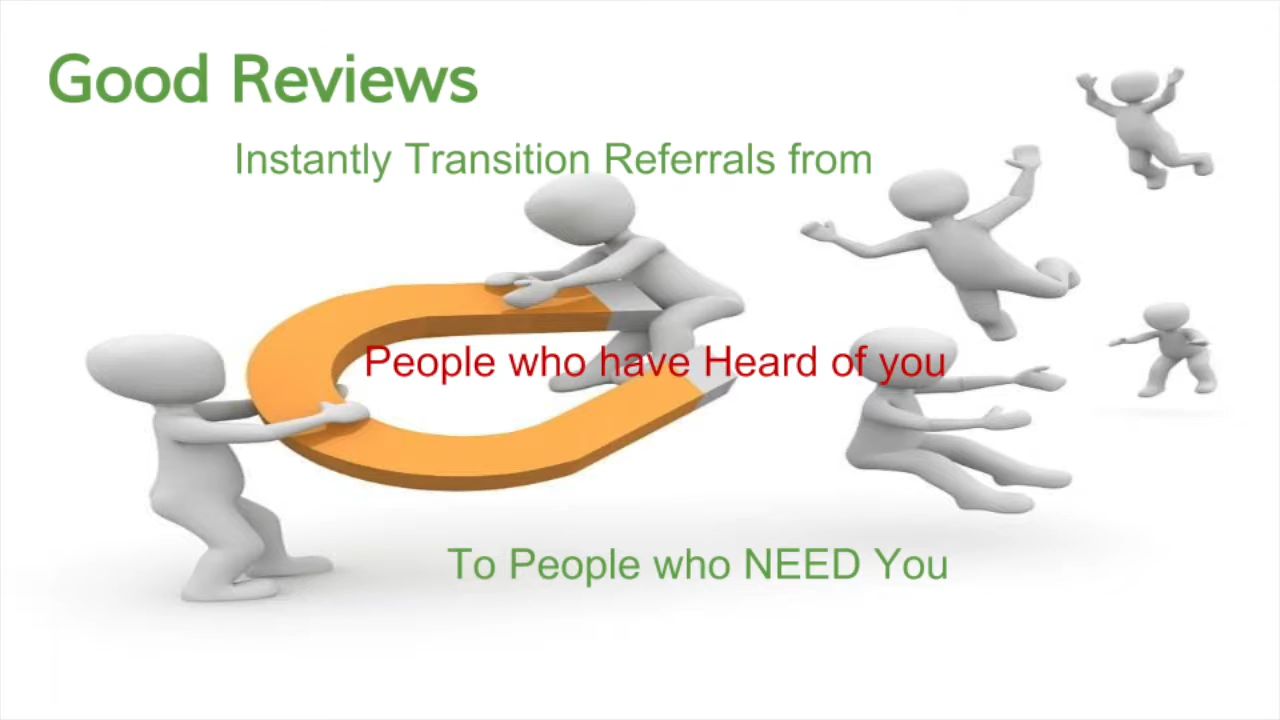 Good Reviews
Instantly Transition Referrals from
People who have Heard of you
To People who NEED You